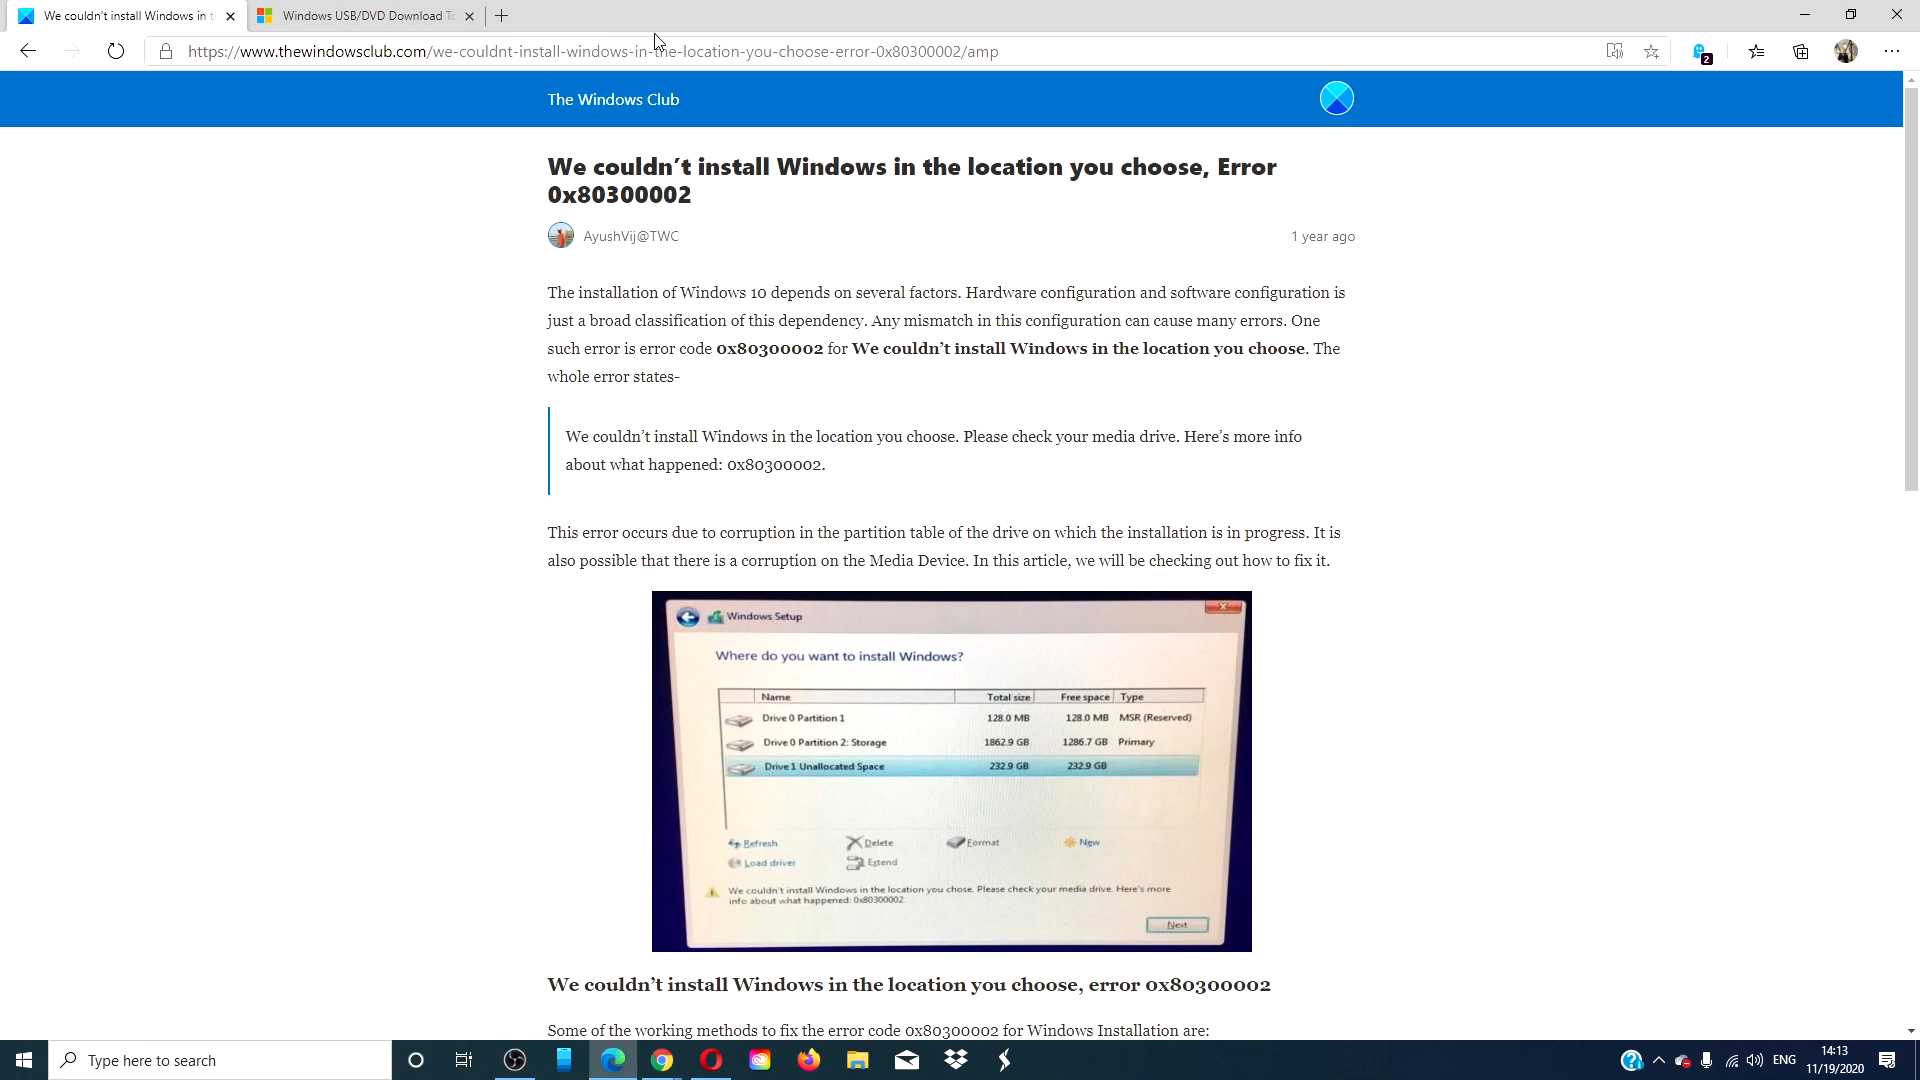 We couldn't install Windows in t
Windows USB/DVD Download To
https://www.thewindowsclub.com/we-couldnt-install-windows-in-the-location-you-choose-error-0x80300002/amp
2
The Windows Club
We couldn’t install Windows in the location you choose, Error
0x80300002
AyushVij@TWC
1 year ago
The installation of Windows 10 depends on several factors. Hardware configuration and software configuration is
just a broad classification of this dependency. Any mismatch in this configuration can cause many errors. One
such error is error code 0x80300002 for We couldn’t install Windows in the location you choose. The
whole error states-
We couldn’t install Windows in the location you choose. Please check your media drive. Here’s more info
about what happened: 0x80300002.
This error occurs due to corruption in the partition table of the drive on which the installation is in progress. It is
also possible that there is a corruption on the Media Device. In this article, we will be checking out how to fix it.
Windows Setup
Where do you want to install Windows?
Name Total size Free space Type
Drive 0 Partition 1 128.0 MB 128.0 MB MSR (Reserved)
Drive 0 Partition 2: Storage 1862.9 GB 1286.7 GB Primary
Drive 1 Unallocated Space 232.9 GB 232.9 GB
Refresh Delete Format New
Load driver Extend
We couldn't install Windows in the location you chose. Please check your media drive. Here's more
info about what happened: 0x80300002.
Next
We couldn’t install Windows in the location you choose, error 0x80300002
Some of the working methods to fix the error code 0x80300002 for Windows Installation are:
Type here to search
ENG
14:13
11/19/2020